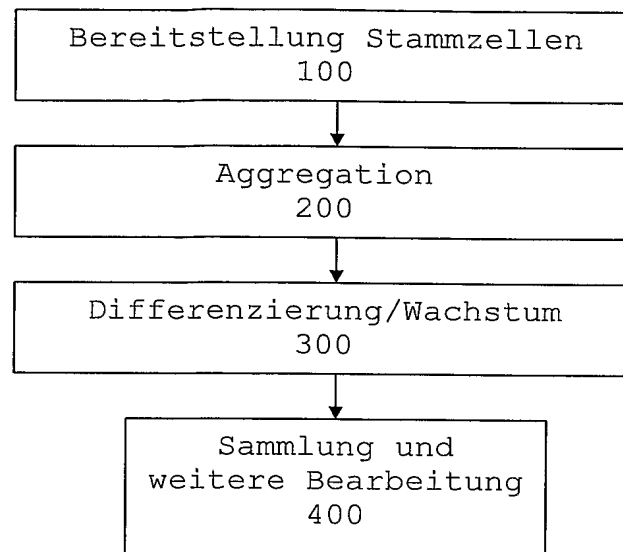 Bereitstellung Stammzellen
100
Aggregation
200
Differenzierung/Wachstum
300
Sammlung und
weitere Bearbeitung
400